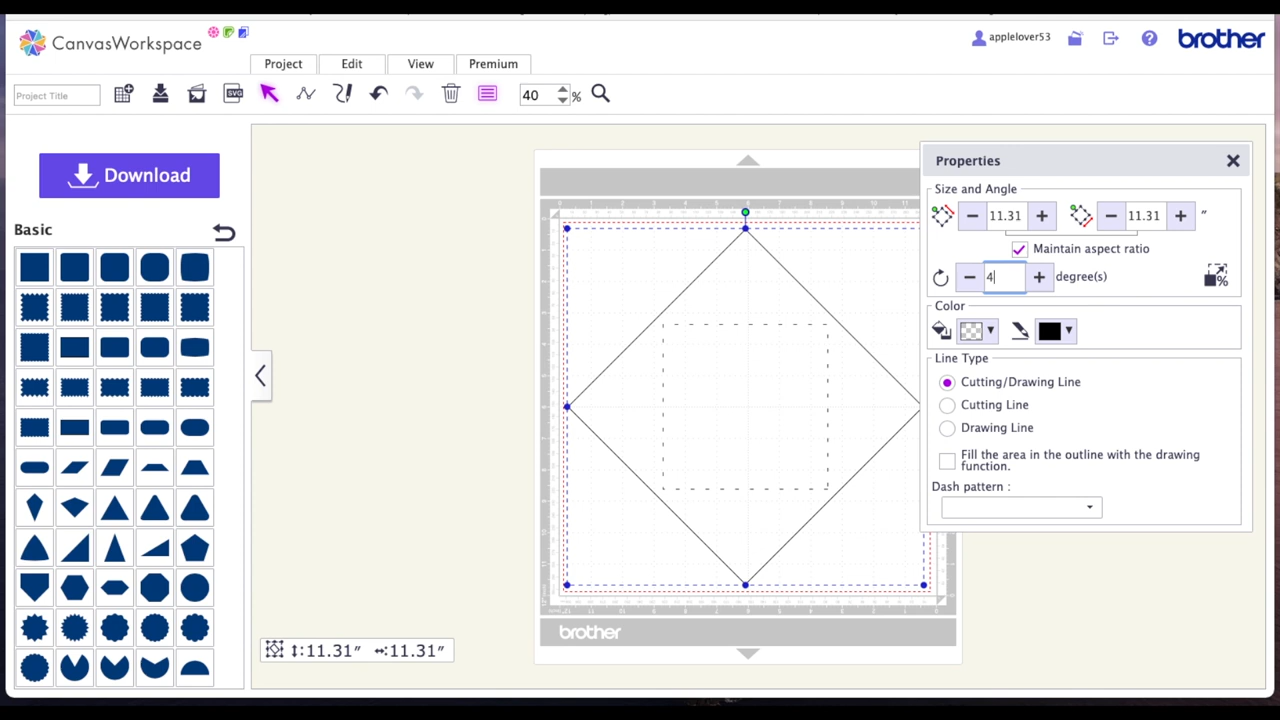 CanvasWorkspace
applelover53
brother
Project
Edit
View
Premium
Project Title
SVG
40
%
Download
Basic
Properties
Size and Angle
11.31
11.31
″
Maintain aspect ratio
4
degree(s)
%
Color
Line Type
Cutting/Drawing Line
Cutting Line
Drawing Line
Fill the area in the outline with the drawing
function.
Dash pattern :
brother
↕:11.31″ ↔:11.31″